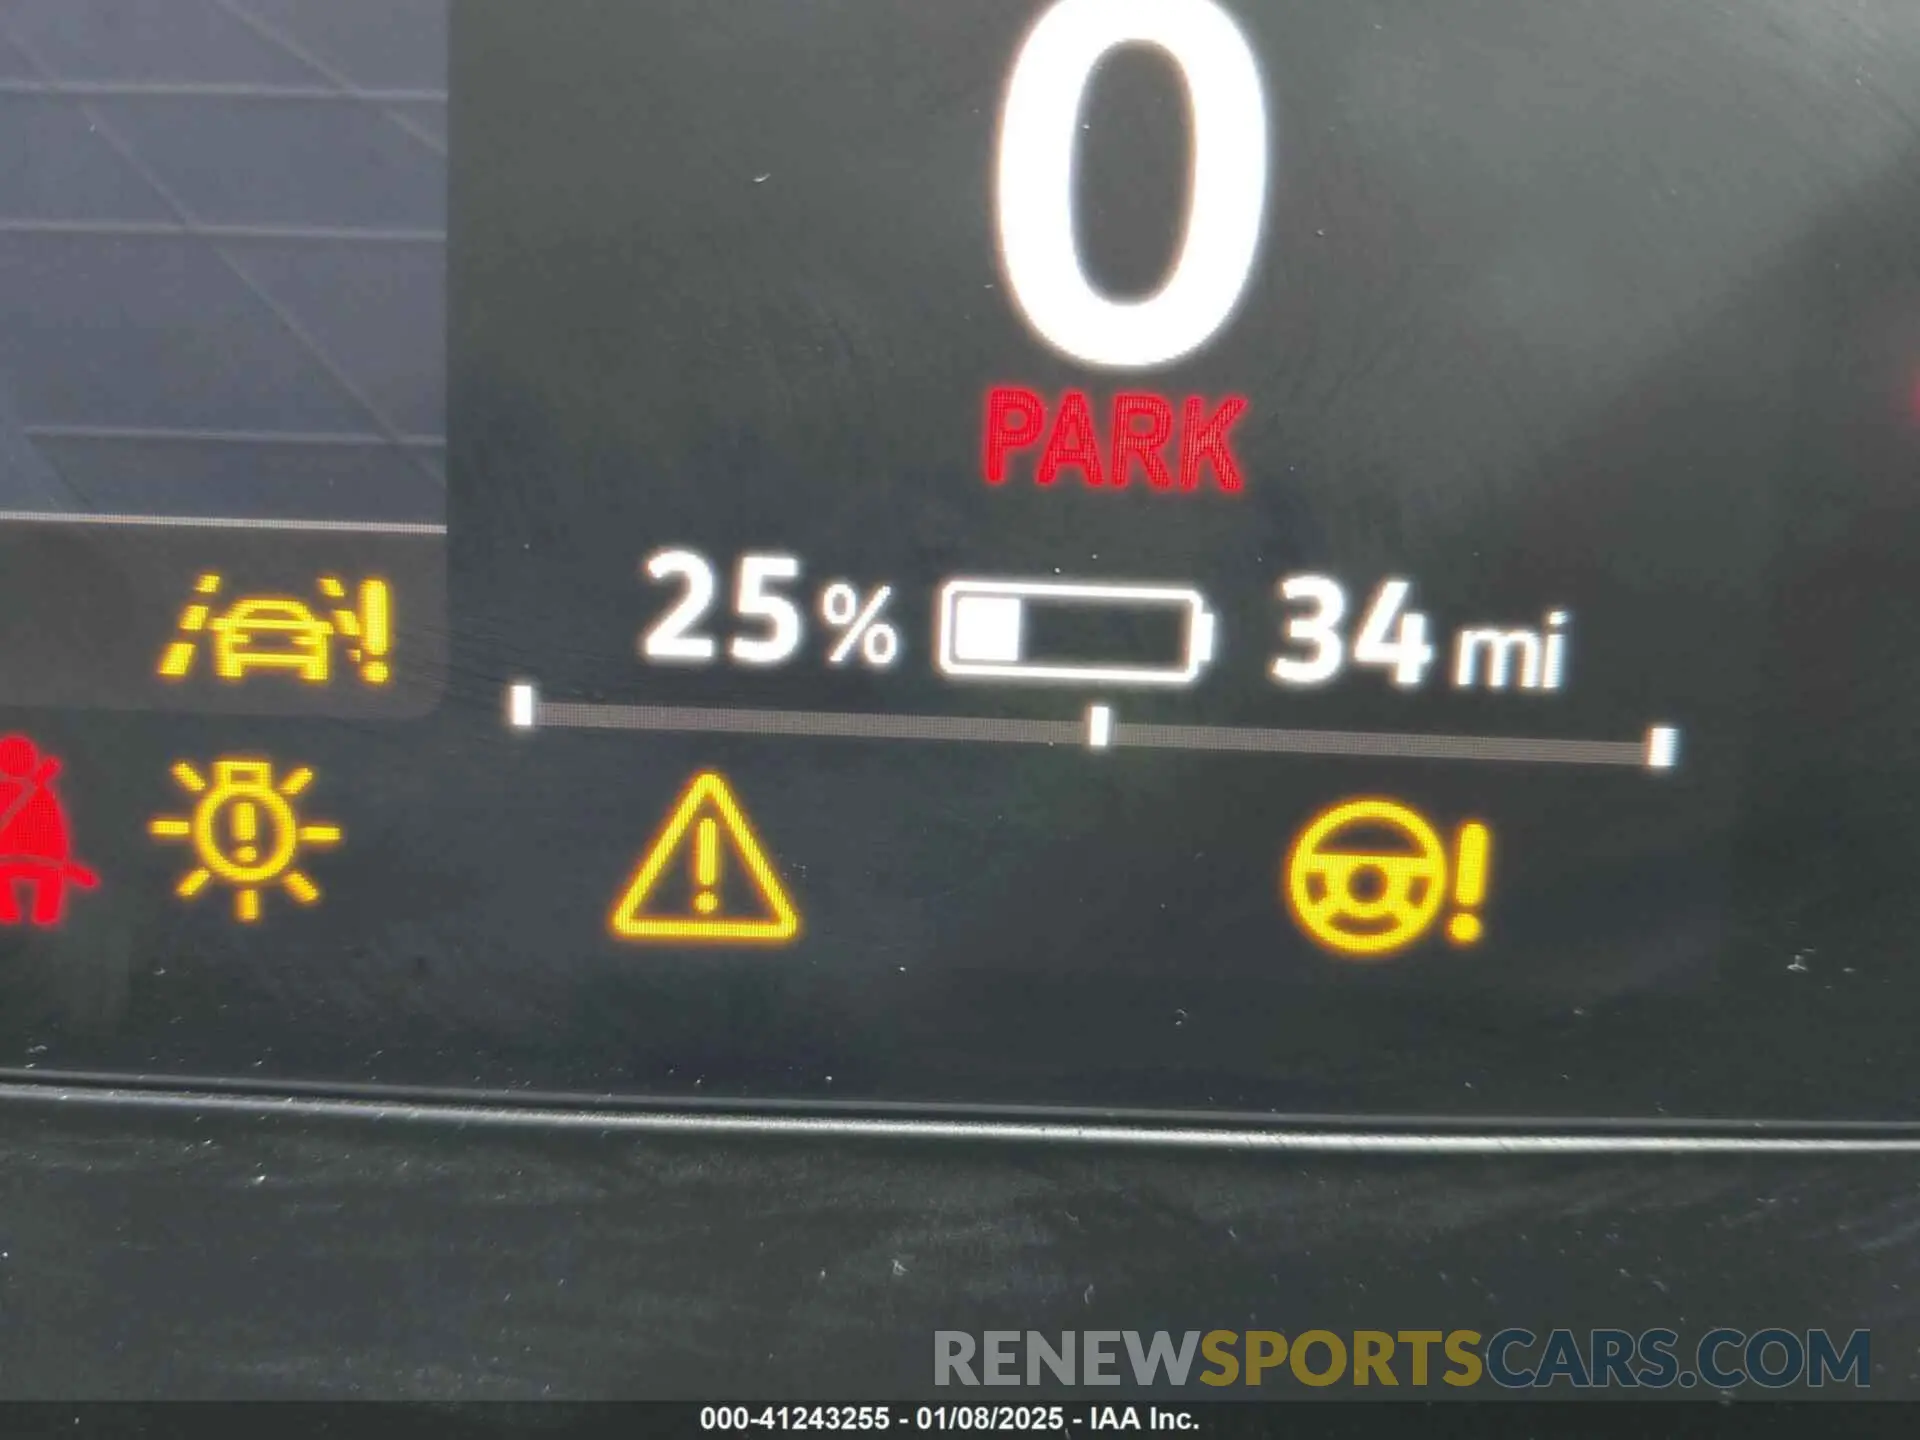 0
PARK
25% 34 mi
RENEWSPORTSCARS.COM
000-41243255 - 01/08/2025 - IAA Inc.